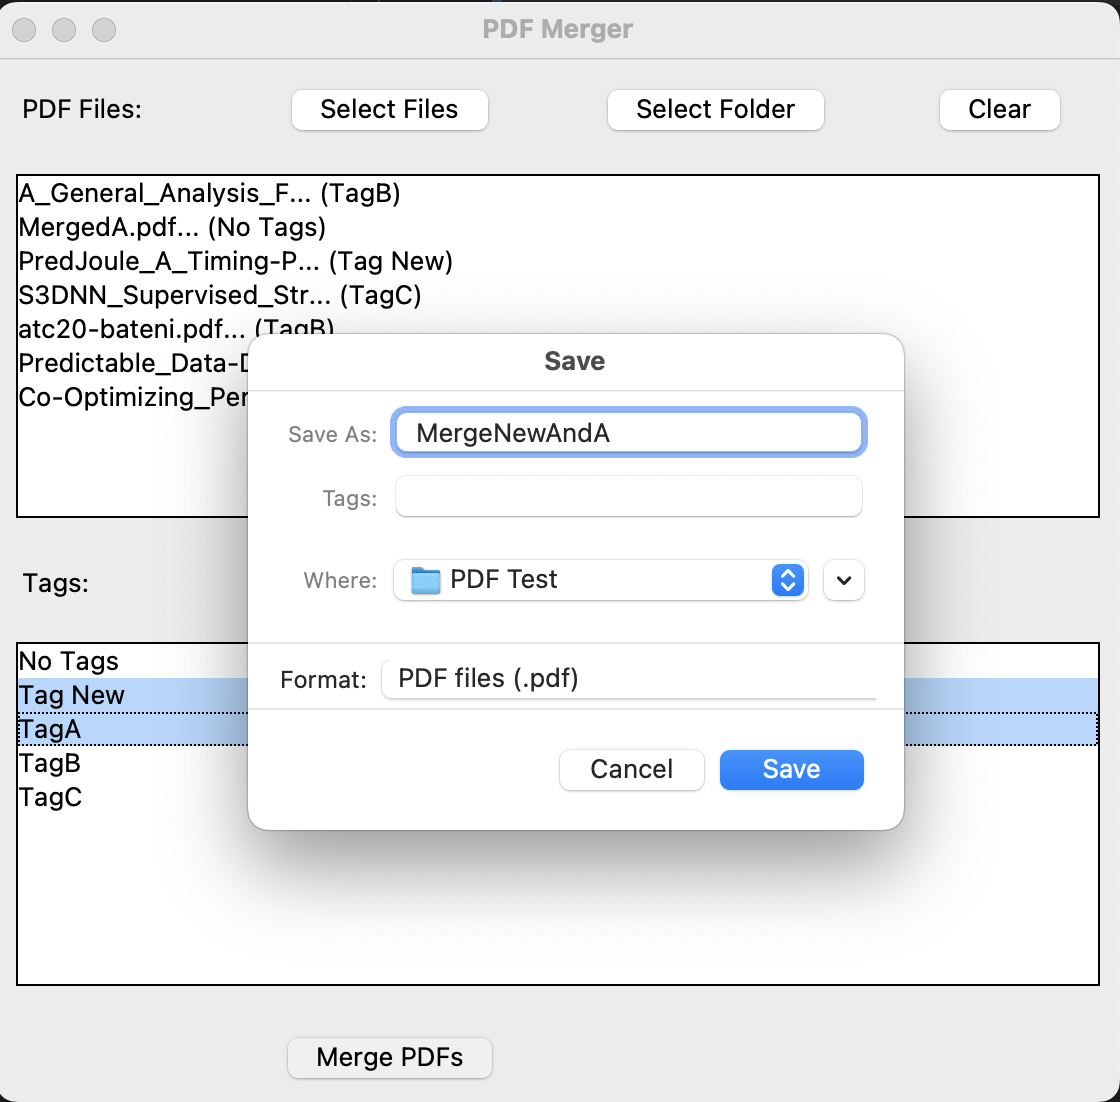 PDF Merger
PDF Files:
Select Files
Select Folder
Clear
A_General_Analysis_F... (TagB)
MergedA.pdf... (No Tags)
PredJoule_A_Timing-P... (Tag New)
S3DNN_Supervised_Str... (TagC)
atc20-bateni.pdf... (TagB)
Predictable_Data-D
Co-Optimizing_Per
Save
Save As: MergeNewAndA
Tags:
Where: PDF Test
Format: PDF files (.pdf)
Cancel
Save
Tags:
No Tags
Tag New
TagA
TagB
TagC
Merge PDFs